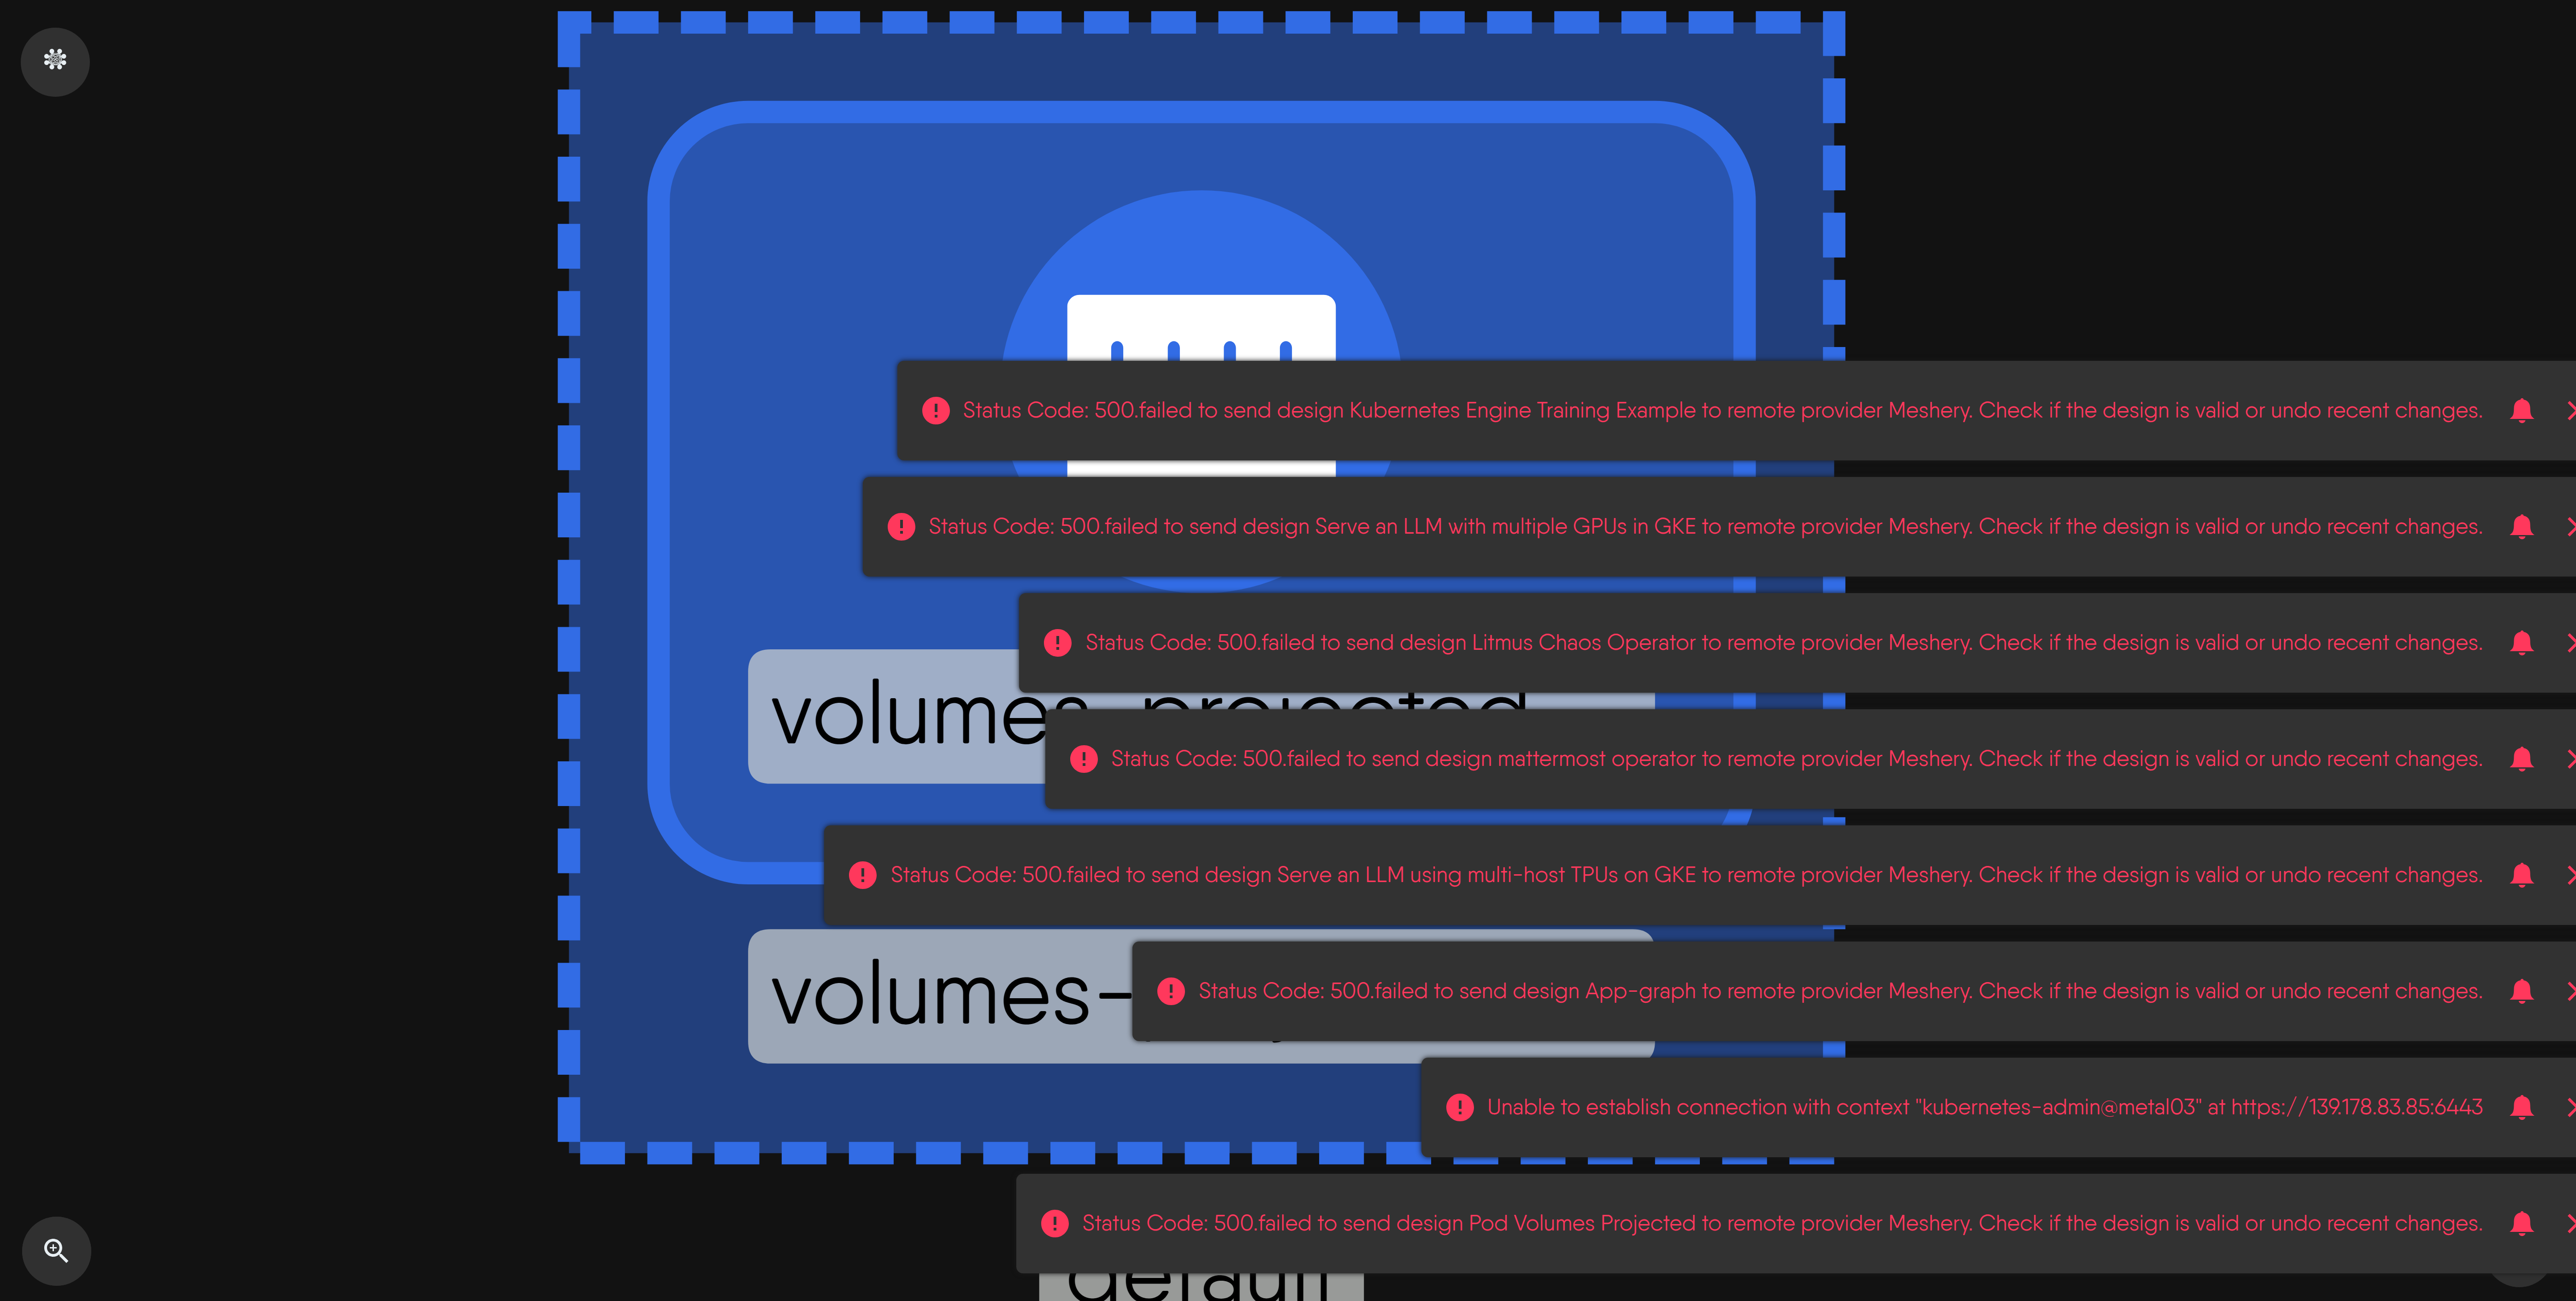 Status Code: 500.failed to send design Kubernetes Engine Training Example to remote provider Meshery. Check if the design is valid or undo recent changes.
Status Code: 500.failed to send design Serve an LLM with multiple GPUs in GKE to remote provider Meshery. Check if the design is valid or undo recent changes.
Status Code: 500.failed to send design Litmus Chaos Operator to remote provider Meshery. Check if the design is valid or undo recent changes.
volumes-projected
Status Code: 500.failed to send design mattermost operator to remote provider Meshery. Check if the design is valid or undo recent changes.
Status Code: 500.failed to send design Serve an LLM using multi-host TPUs on GKE to remote provider Meshery. Check if the design is valid or undo recent changes.
volumes-
Status Code: 500.failed to send design App-graph to remote provider Meshery. Check if the design is valid or undo recent changes.
Unable to establish connection with context "kubernetes-admin@metal03" at https://139.178.83.85:6443
Status Code: 500.failed to send design Pod Volumes Projected to remote provider Meshery. Check if the design is valid or undo recent changes.
default